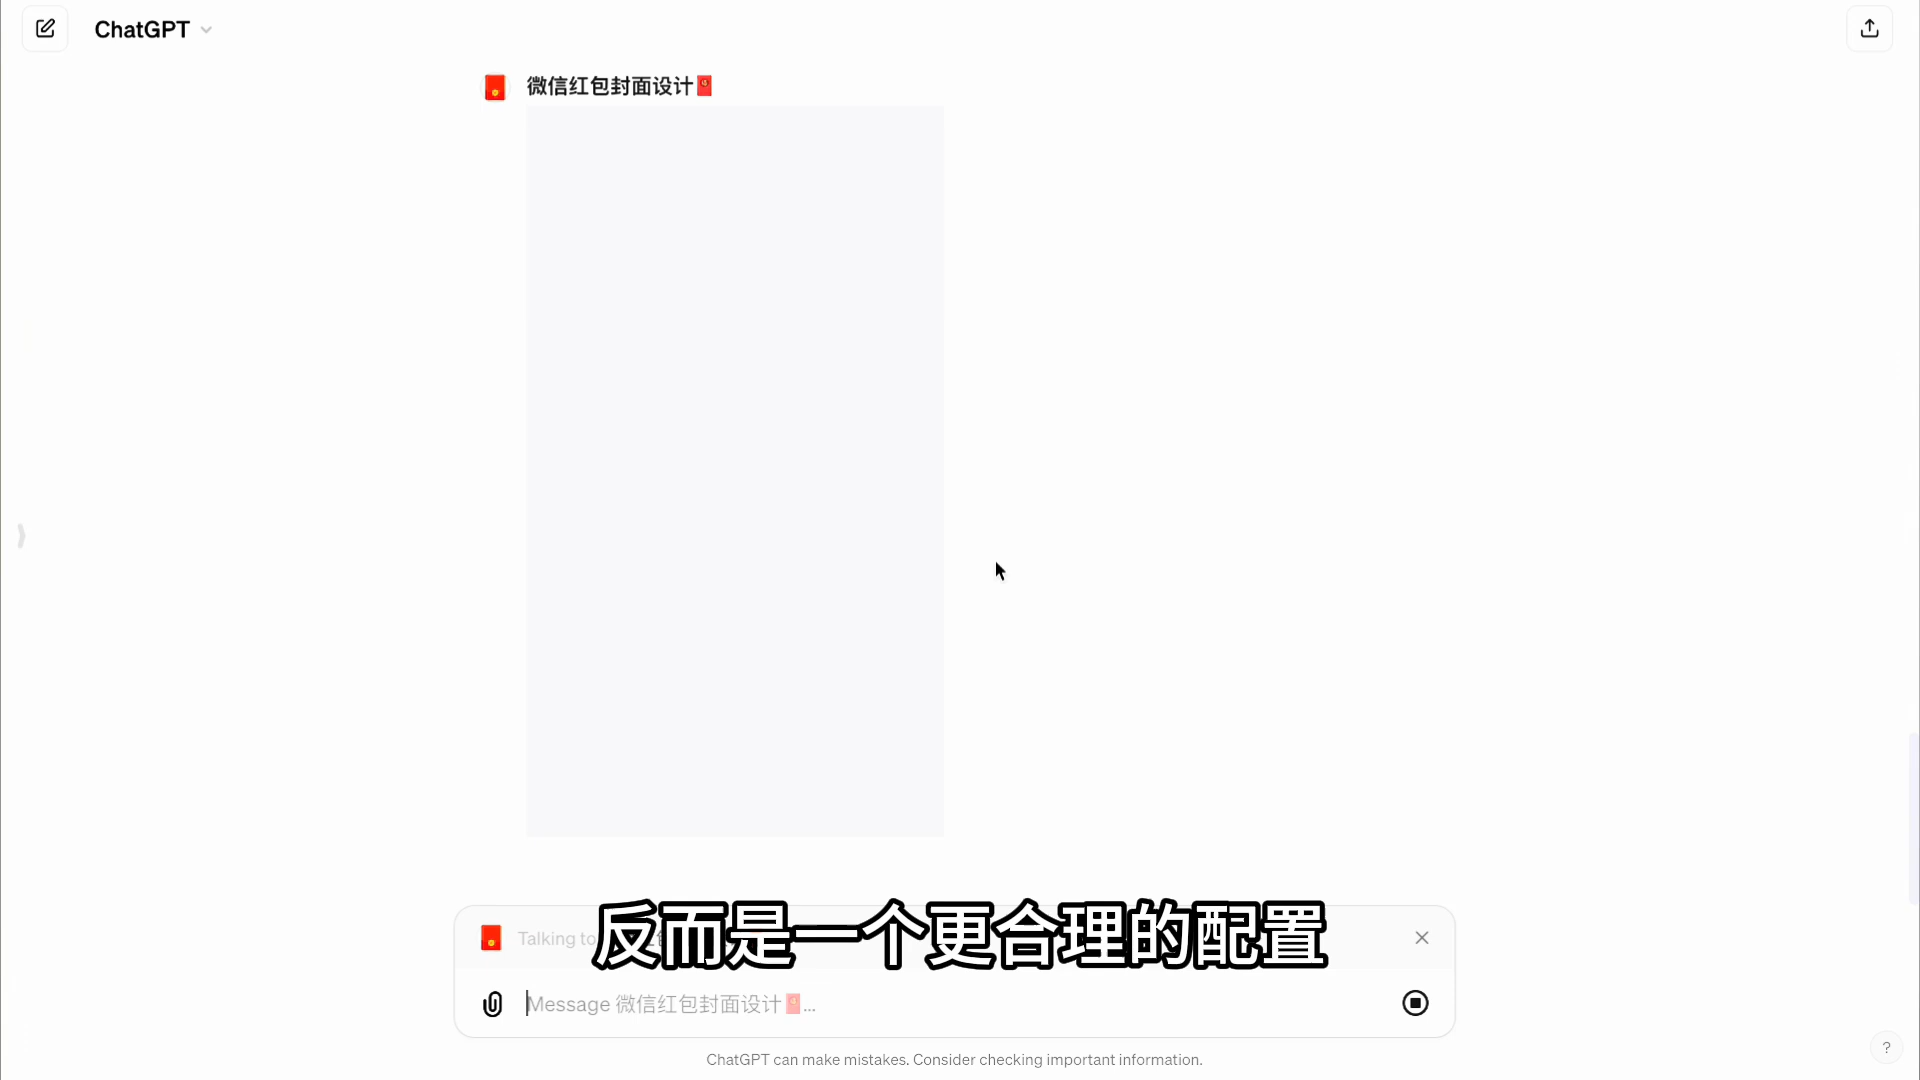 ChatGPT
微信红包封面设计🧧
Talking to
反而是一个更合理的配置
Message 微信红包封面设计🧧...
ChatGPT can make mistakes. Consider checking important information.
?